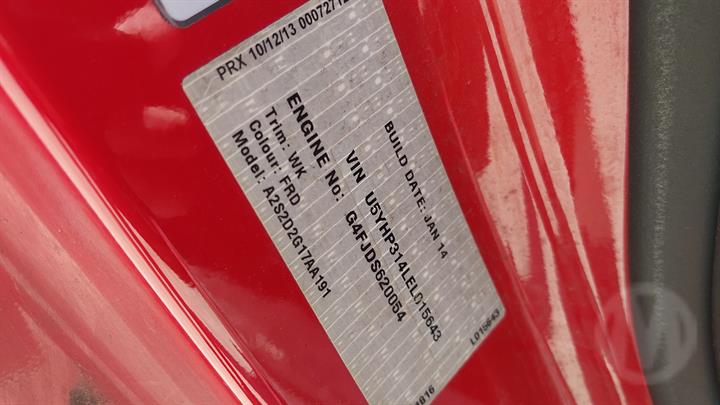 PRX 10/12/13 0007271
BUILD DATE: JAN 14
VIN U5YHP314LEL015643
ENGINE No: G4FJDS620054
Trim: WK
Colour: FRD
Model: A2S2D2G17AA191
L015643